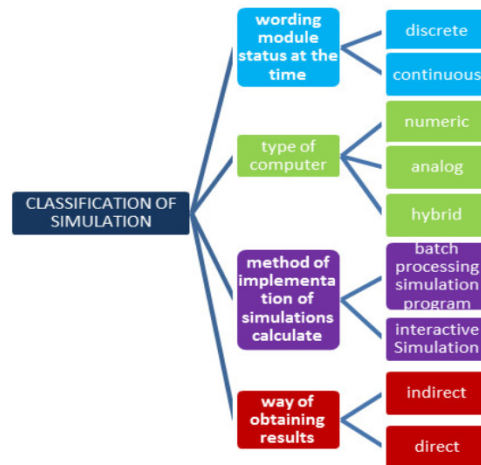 wording
module
status at the
time
discrete
continuous
type of
computer
numeric
analog
hybrid
CLASSIFICATION OF
SIMULATION
method of
implementa
tion of
simulations
calculate
batch
processing
simulation
program
interactive
Simulation
way of
obtaining
results
indirect
direct